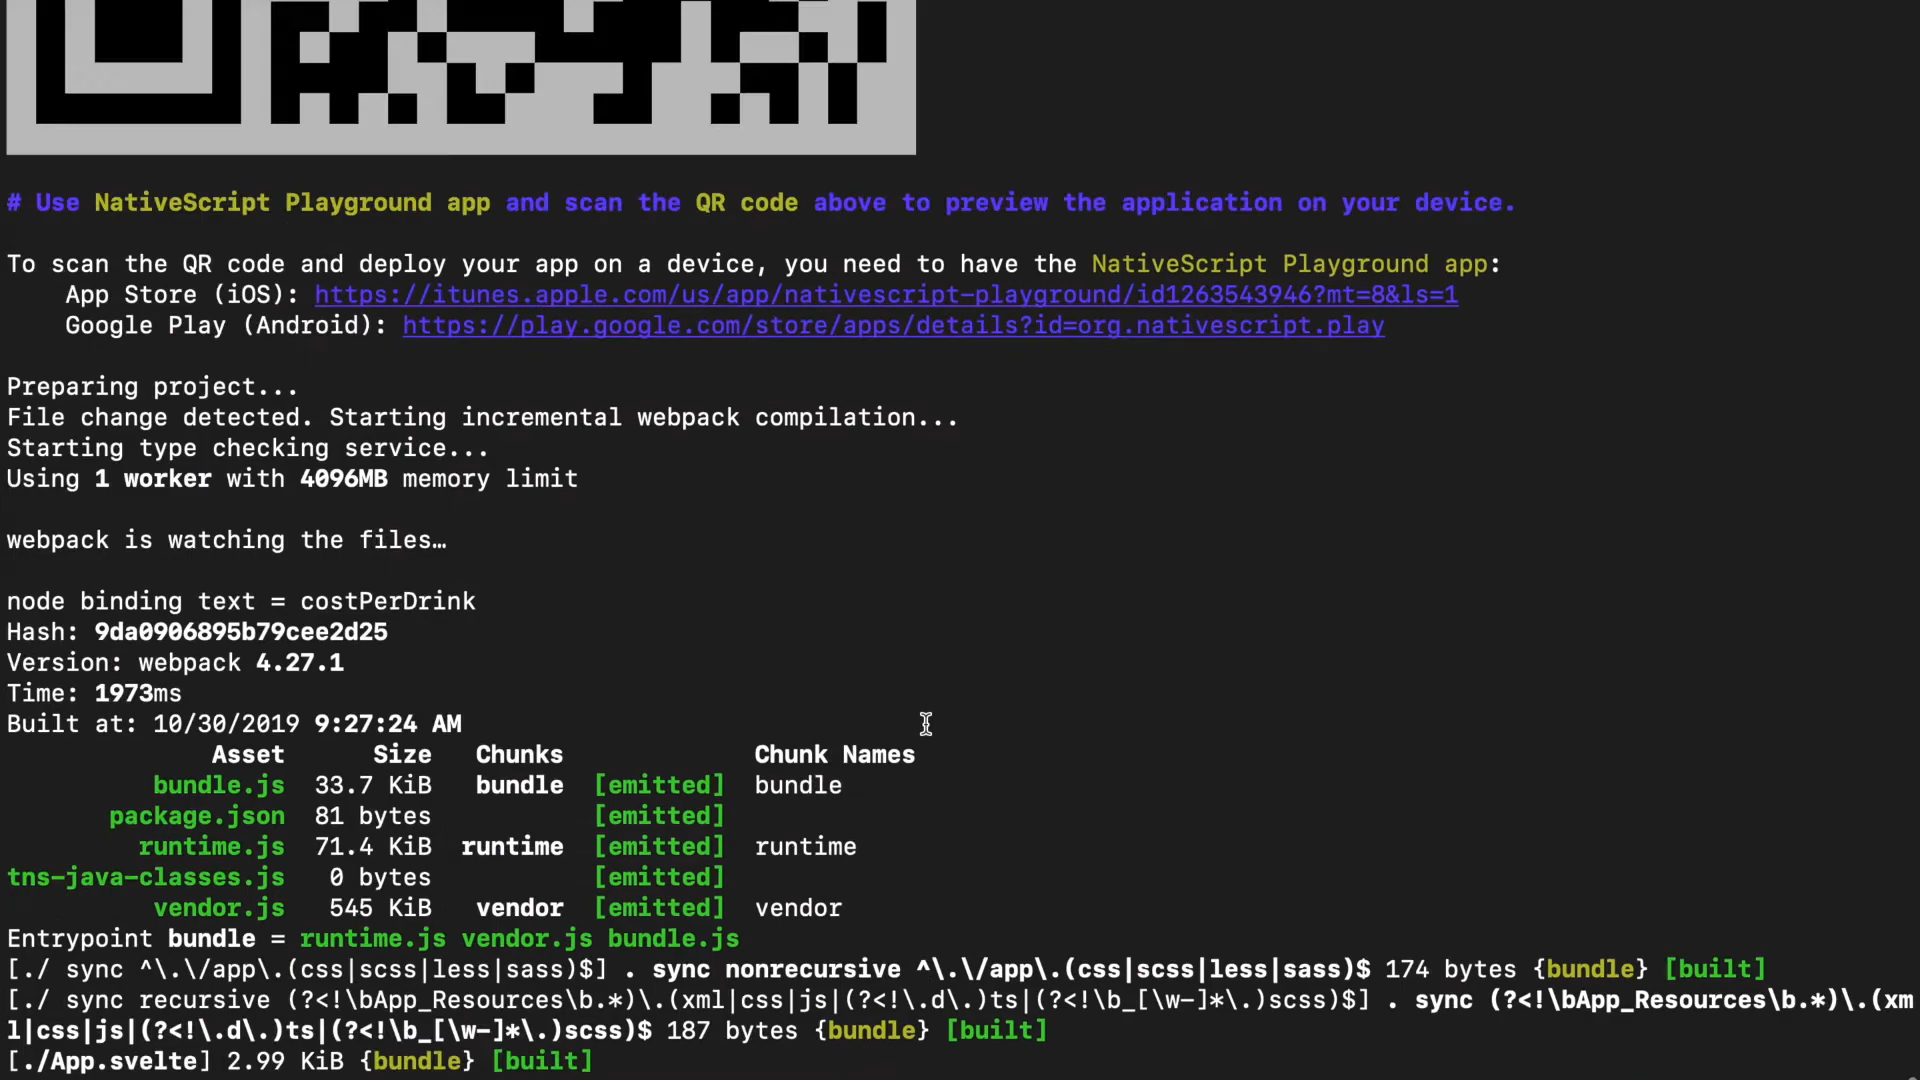 # Use NativeScript Playground app and scan the QR code above to preview the application on your device.
To scan the QR code and deploy your app on a device, you need to have the NativeScript Playground app:
App Store (iOS): https://itunes.apple.com/us/app/nativescript-playground/id1263543946?mt=8&ls=1
Google Play (Android): https://play.google.com/store/apps/details?id=org.nativescript.play
Preparing project...
File change detected. Starting incremental webpack compilation...
Starting type checking service...
Using 1 worker with 4096MB memory limit
webpack is watching the files…
node binding text = costPerDrink
Hash: 9da0906895b79cee2d25
Version: webpack 4.27.1
Time: 1973ms
Built at: 10/30/2019 9:27:24 AM
Asset Size Chunks Chunk Names
bundle.js 33.7 KiB bundle [emitted] bundle
package.json 81 bytes [emitted]
runtime.js 71.4 KiB runtime [emitted] runtime
tns-java-classes.js 0 bytes [emitted]
vendor.js 545 KiB vendor [emitted] vendor
Entrypoint bundle = runtime.js vendor.js bundle.js
[./ sync ^\.\/app\.(css|scss|less|sass)$] . sync nonrecursive ^\.\/app\.(css|scss|less|sass)$ 174 bytes {bundle} [built]
[./ sync recursive (?<!\bApp_Resources\b.*)\.(xml|css|js|(?<!\.d\.)ts|(?<!\b_[\w-]*\.)scss)$] . sync (?<!\bApp_Resources\b.*)\.(xm
l|css|js|(?<!\.d\.)ts|(?<!\b_[\w-]*\.)scss)$ 187 bytes {bundle} [built]
[./App.svelte] 2.99 KiB {bundle} [built]